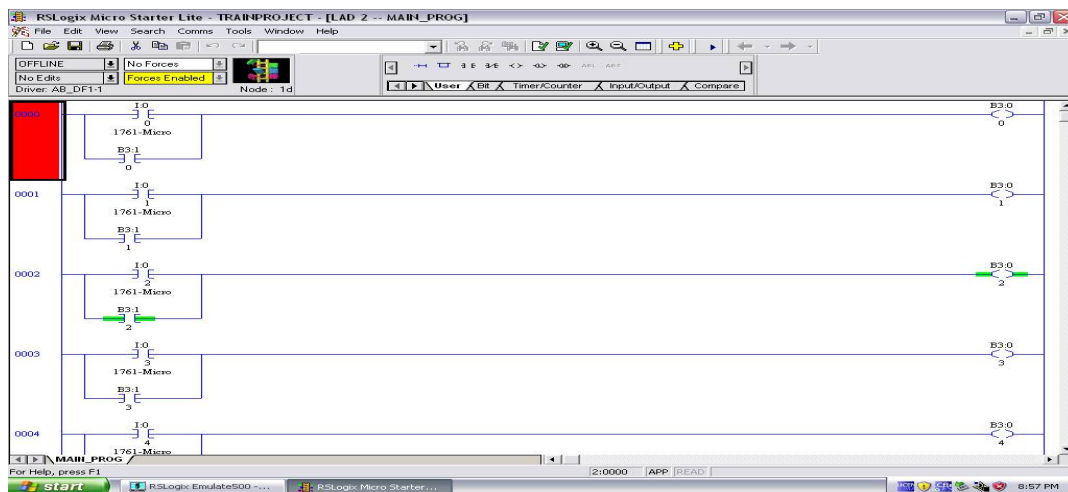 RSLogix Micro Starter Lite - TRAINPROJECT - [LAD 2 -- MAIN_PROG]
File Edit View Search Comms Tools Window Help
OFFLINE No Forces
No Edits Forces Enabled
Driver: AB_DF1-1 Node : 1d
ABL
User Bit Timer/Counter Input/Output Compare
0000
I:0
0
1761-Micro
B3:1
0
B3:0
0
0001
I:0
1
1761-Micro
B3:1
1
B3:0
1
0002
I:0
2
1761-Micro
B3:1
2
B3:0
2
0003
I:0
3
1761-Micro
B3:1
3
B3:0
3
0004
I:0
4
1761-Micro
B3:0
4
MAIN_PROG
For Help, press F1 2:0000 APP READ
start RSLogix Emulate500 -... RSLogix Micro Starter... 8:57 PM